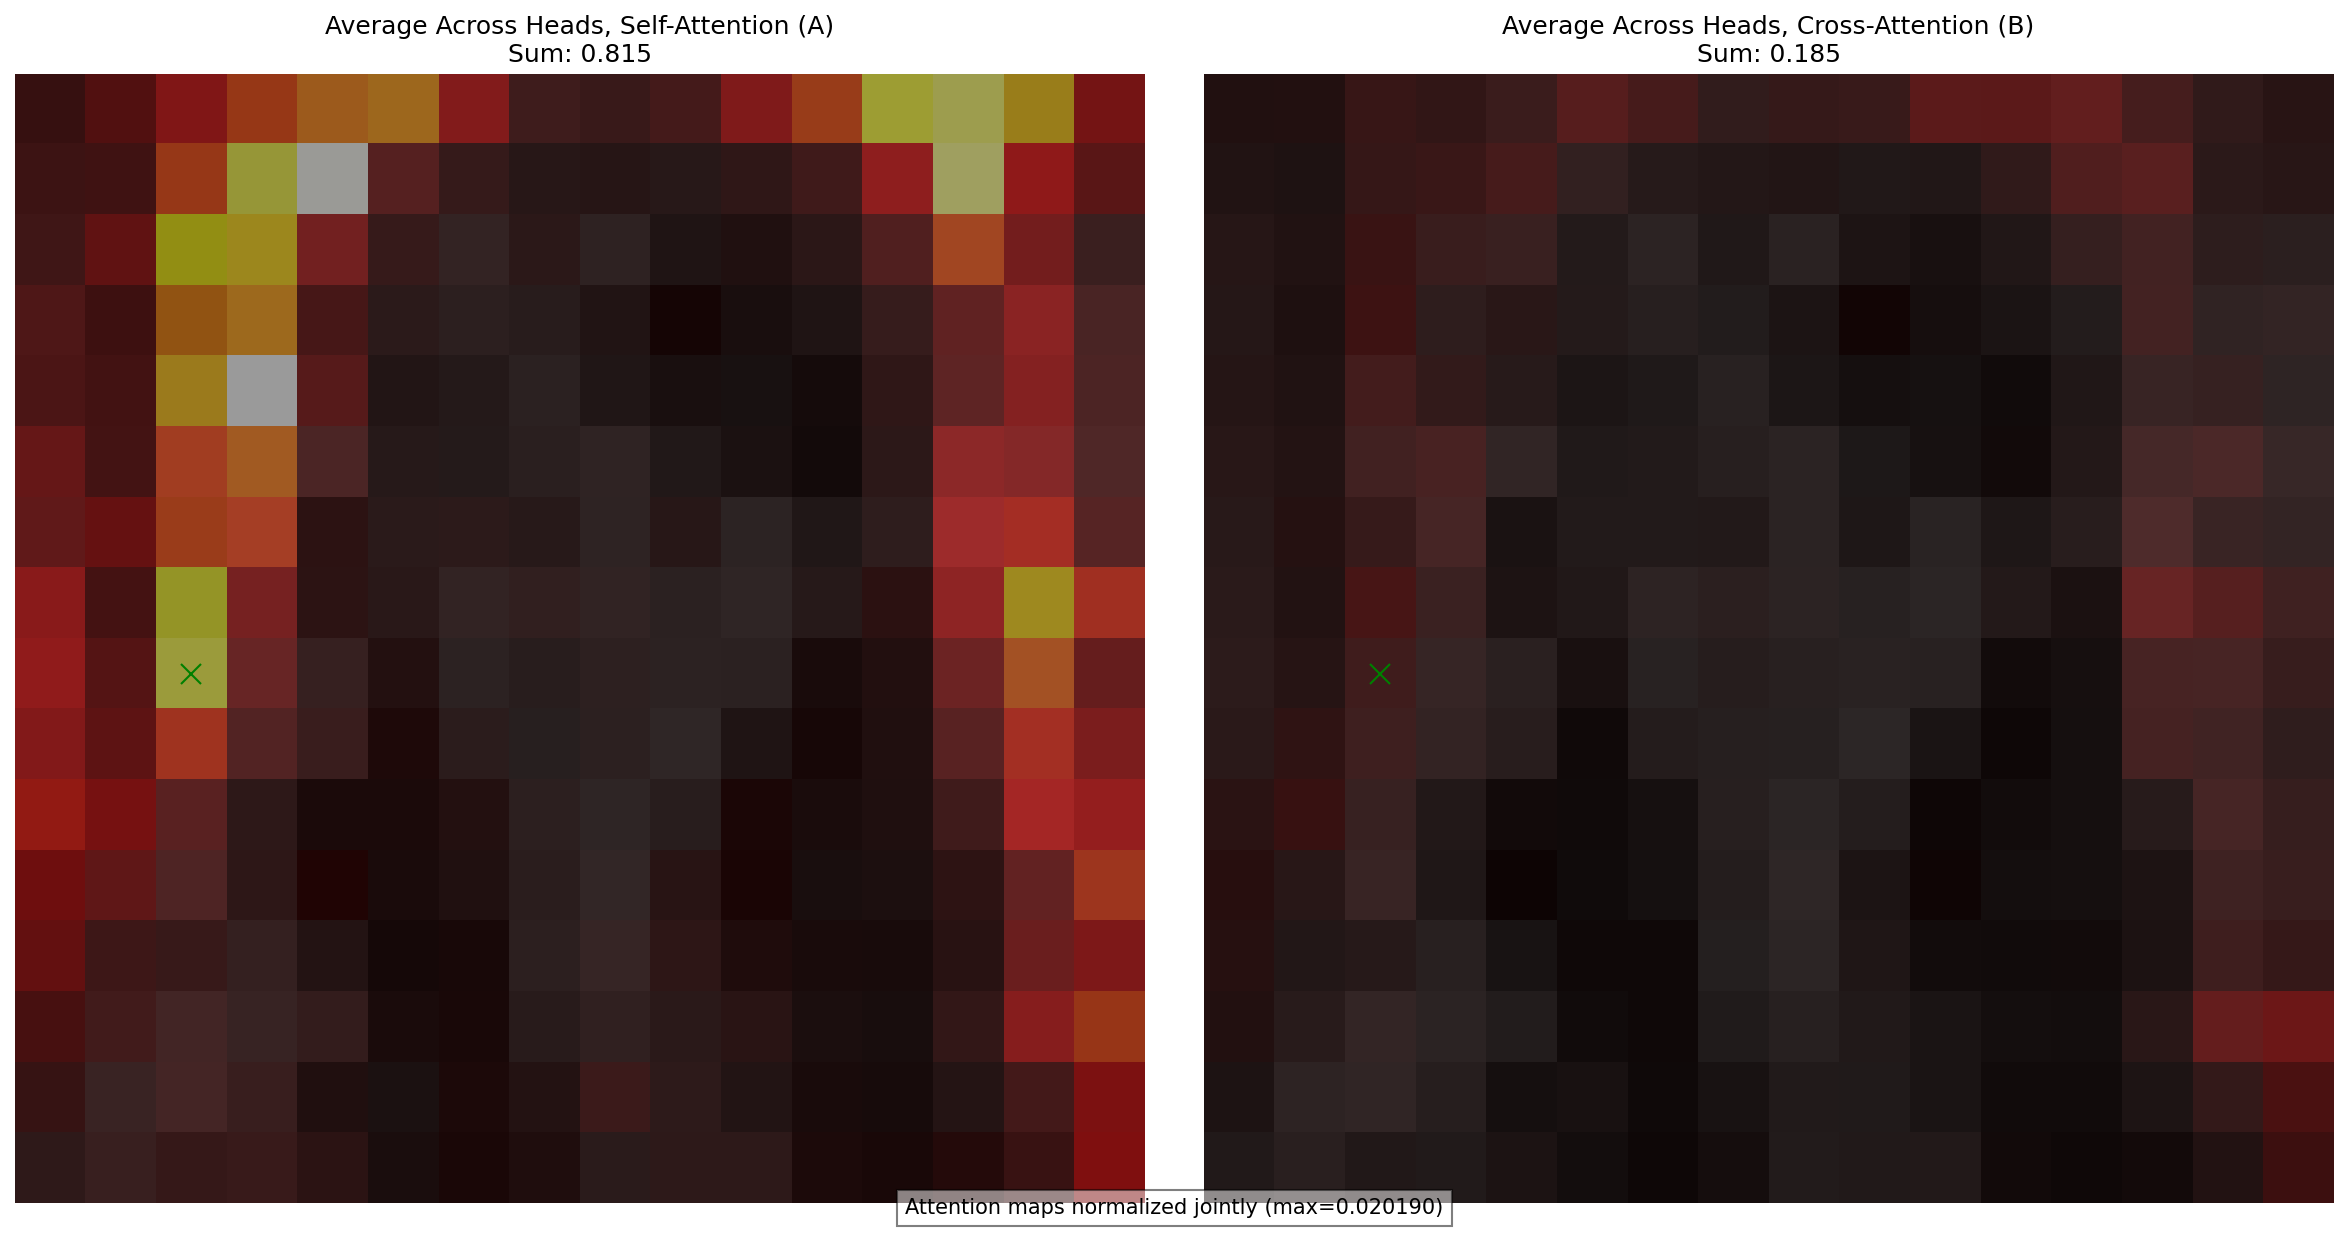 Average Across Heads, Self-Attention (A)
Sum: 0.815
Average Across Heads, Cross-Attention (B)
Sum: 0.185
Attention maps normalized jointly (max=0.020190)